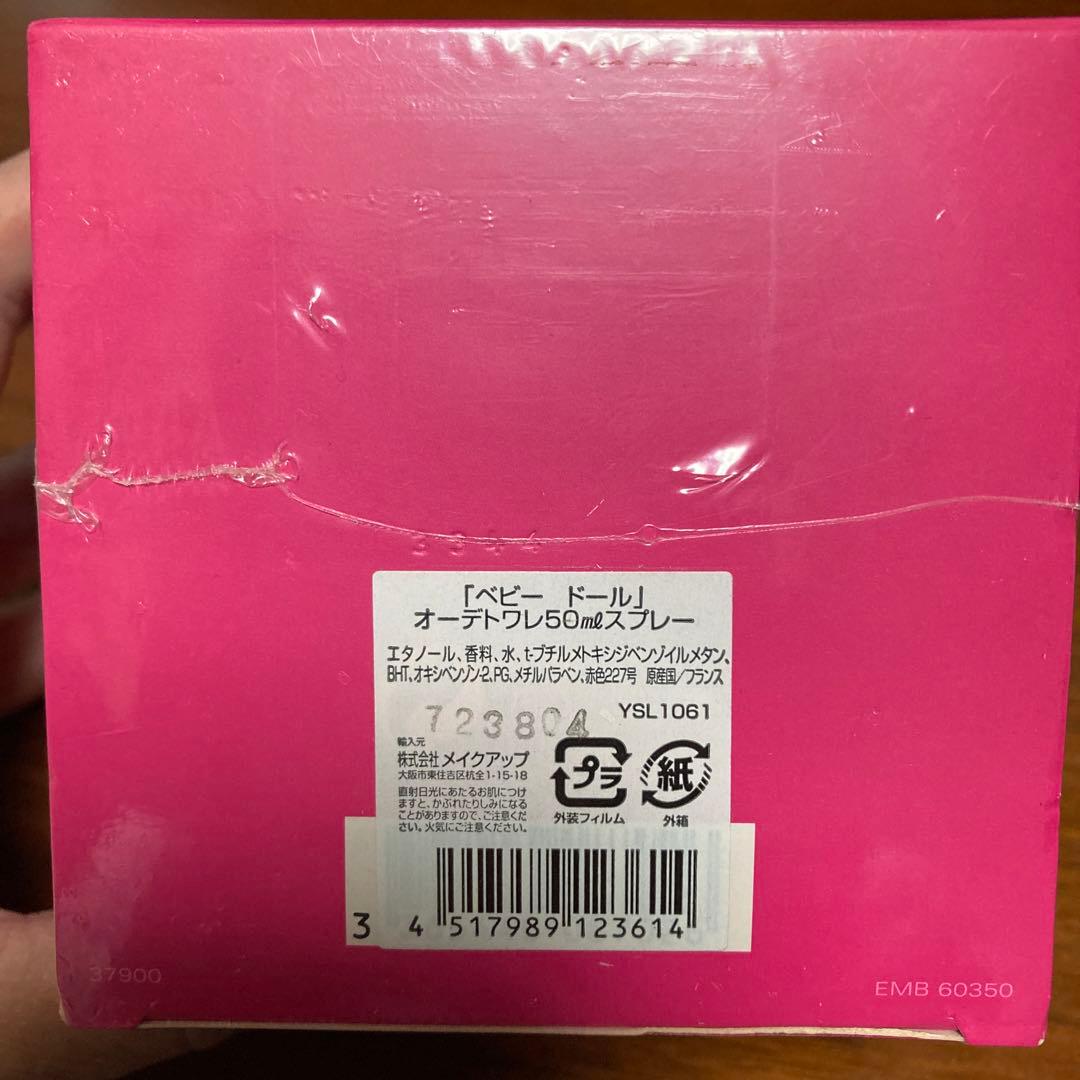 3344
「ベビー ドール」
オーデトワレ50mlスプレー
エタノール、香料、水、t-ブチルメトキシジベンゾイルメタン、
BHT、オキシベンゾン-2、PG、メチルパラベン、赤色227号 原産国/フランス
723804 YSL1061
輸入元
株式会社 メイクアップ
大阪市東住吉区杭全1-15-18
直射日光にあたるお肌につけ
ますと、かぶれたりしみになる
ことがありますので、ご注意くだ
さい。火気にご注意ください。
プラ
外装フィルム
紙
外箱
3
4 517989 123614
37900
EMB 60350